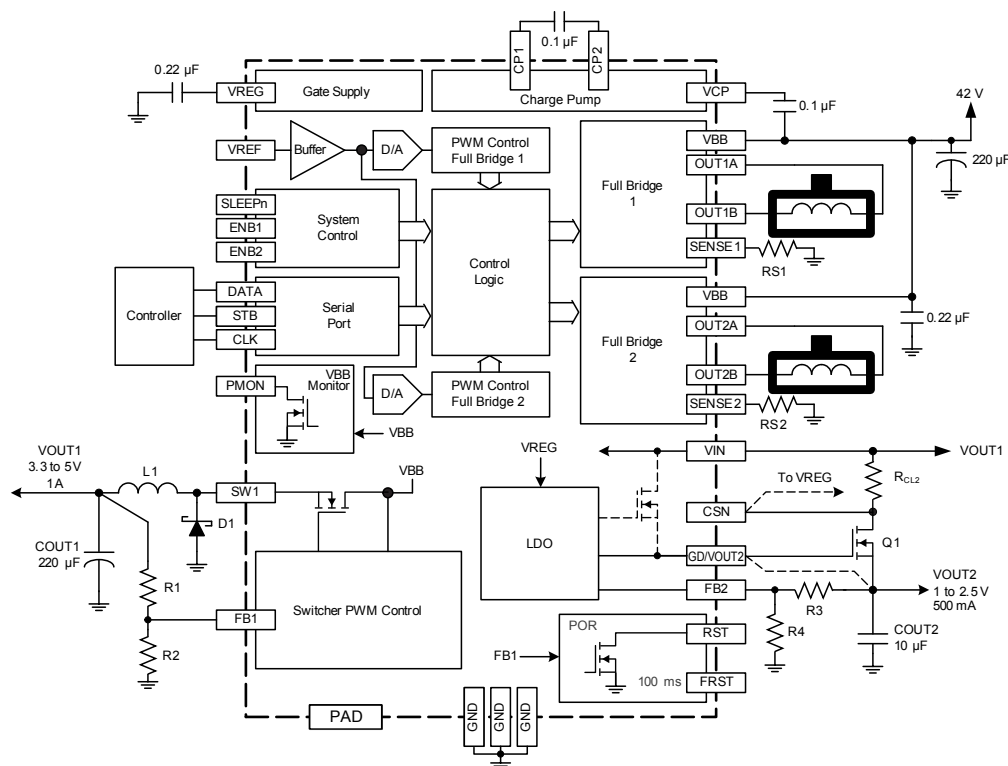 0.1 µF
CP1
CP2
0.22 µF
VREG
Gate Supply
Charge Pump
VCP
0.1 µF
42 V
VREF
Buffer
D/A
PWM Control
Full Bridge 1
VBB
OUT1A
220 µF
SLEEPn
ENB1
ENB2
System
Control
Full Bridge
1
OUT1B
SENSE1
RS1
Control
Logic
Controller
DATA
STB
CLK
Serial
Port
VBB
OUT2A
0.22 µF
Full Bridge
2
PMON
VBB
Monitor
D/A
PWM Control
Full Bridge 2
OUT2B
SENSE2
RS2
VBB
VOUT1
3.3 to 5V
1A
L1
SW1
VBB
VREG
VIN
VOUT1
To VREG
RCL2
CSN
D1
COUT1
220 µF
LDO
Q1
GD/VOUT2
R1
Switcher PWM Control
FB2
R3
VOUT2
1 to 2.5V
500 mA
FB1
R2
R4
COUT2
10 µF
POR
RST
FB1
100 ms
FRST
PAD
GND
GND
GND